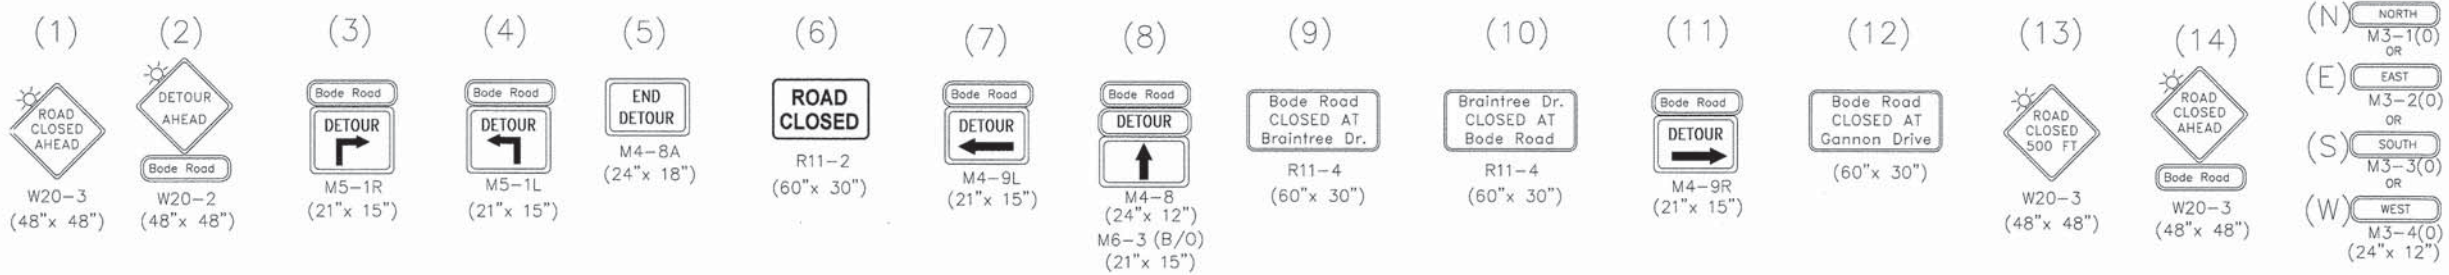 (1)
ROAD
CLOSED
AHEAD
W20-3
(48"x 48")
(2)
DETOUR
AHEAD
Bode Road
W20-2
(48"x 48")
(3)
Bode Road
DETOUR
M5-1R
(21"x 15")
(4)
Bode Road
DETOUR
M5-1L
(21"x 15")
(5)
END
DETOUR
M4-8A
(24"x 18")
(6)
ROAD
CLOSED
R11-2
(60"x 30")
(7)
Bode Road
DETOUR
M4-9L
(21"x 15")
(8)
Bode Road
DETOUR
M4-8
(24"x 12")
M6-3 (B/O)
(21"x 15")
(9)
Bode Road
CLOSED AT
Braintree Dr.
R11-4
(60"x 30")
(10)
Braintree Dr.
CLOSED AT
Bode Road
R11-4
(60"x 30")
(11)
Bode Road
DETOUR
M4-9R
(21"x 15")
(12)
Bode Road
CLOSED AT
Gannon Drive
(60"x 30")
(13)
ROAD
CLOSED
500 FT
W20-3
(48"x 48")
(14)
ROAD
CLOSED
AHEAD
Bode Road
W20-3
(48"x 48")
(N) NORTH
M3-1(O)
OR
(E) EAST
M3-2(O)
OR
(S) SOUTH
M3-3(O)
OR
(W) WEST
M3-4(O)
(24"x 12")